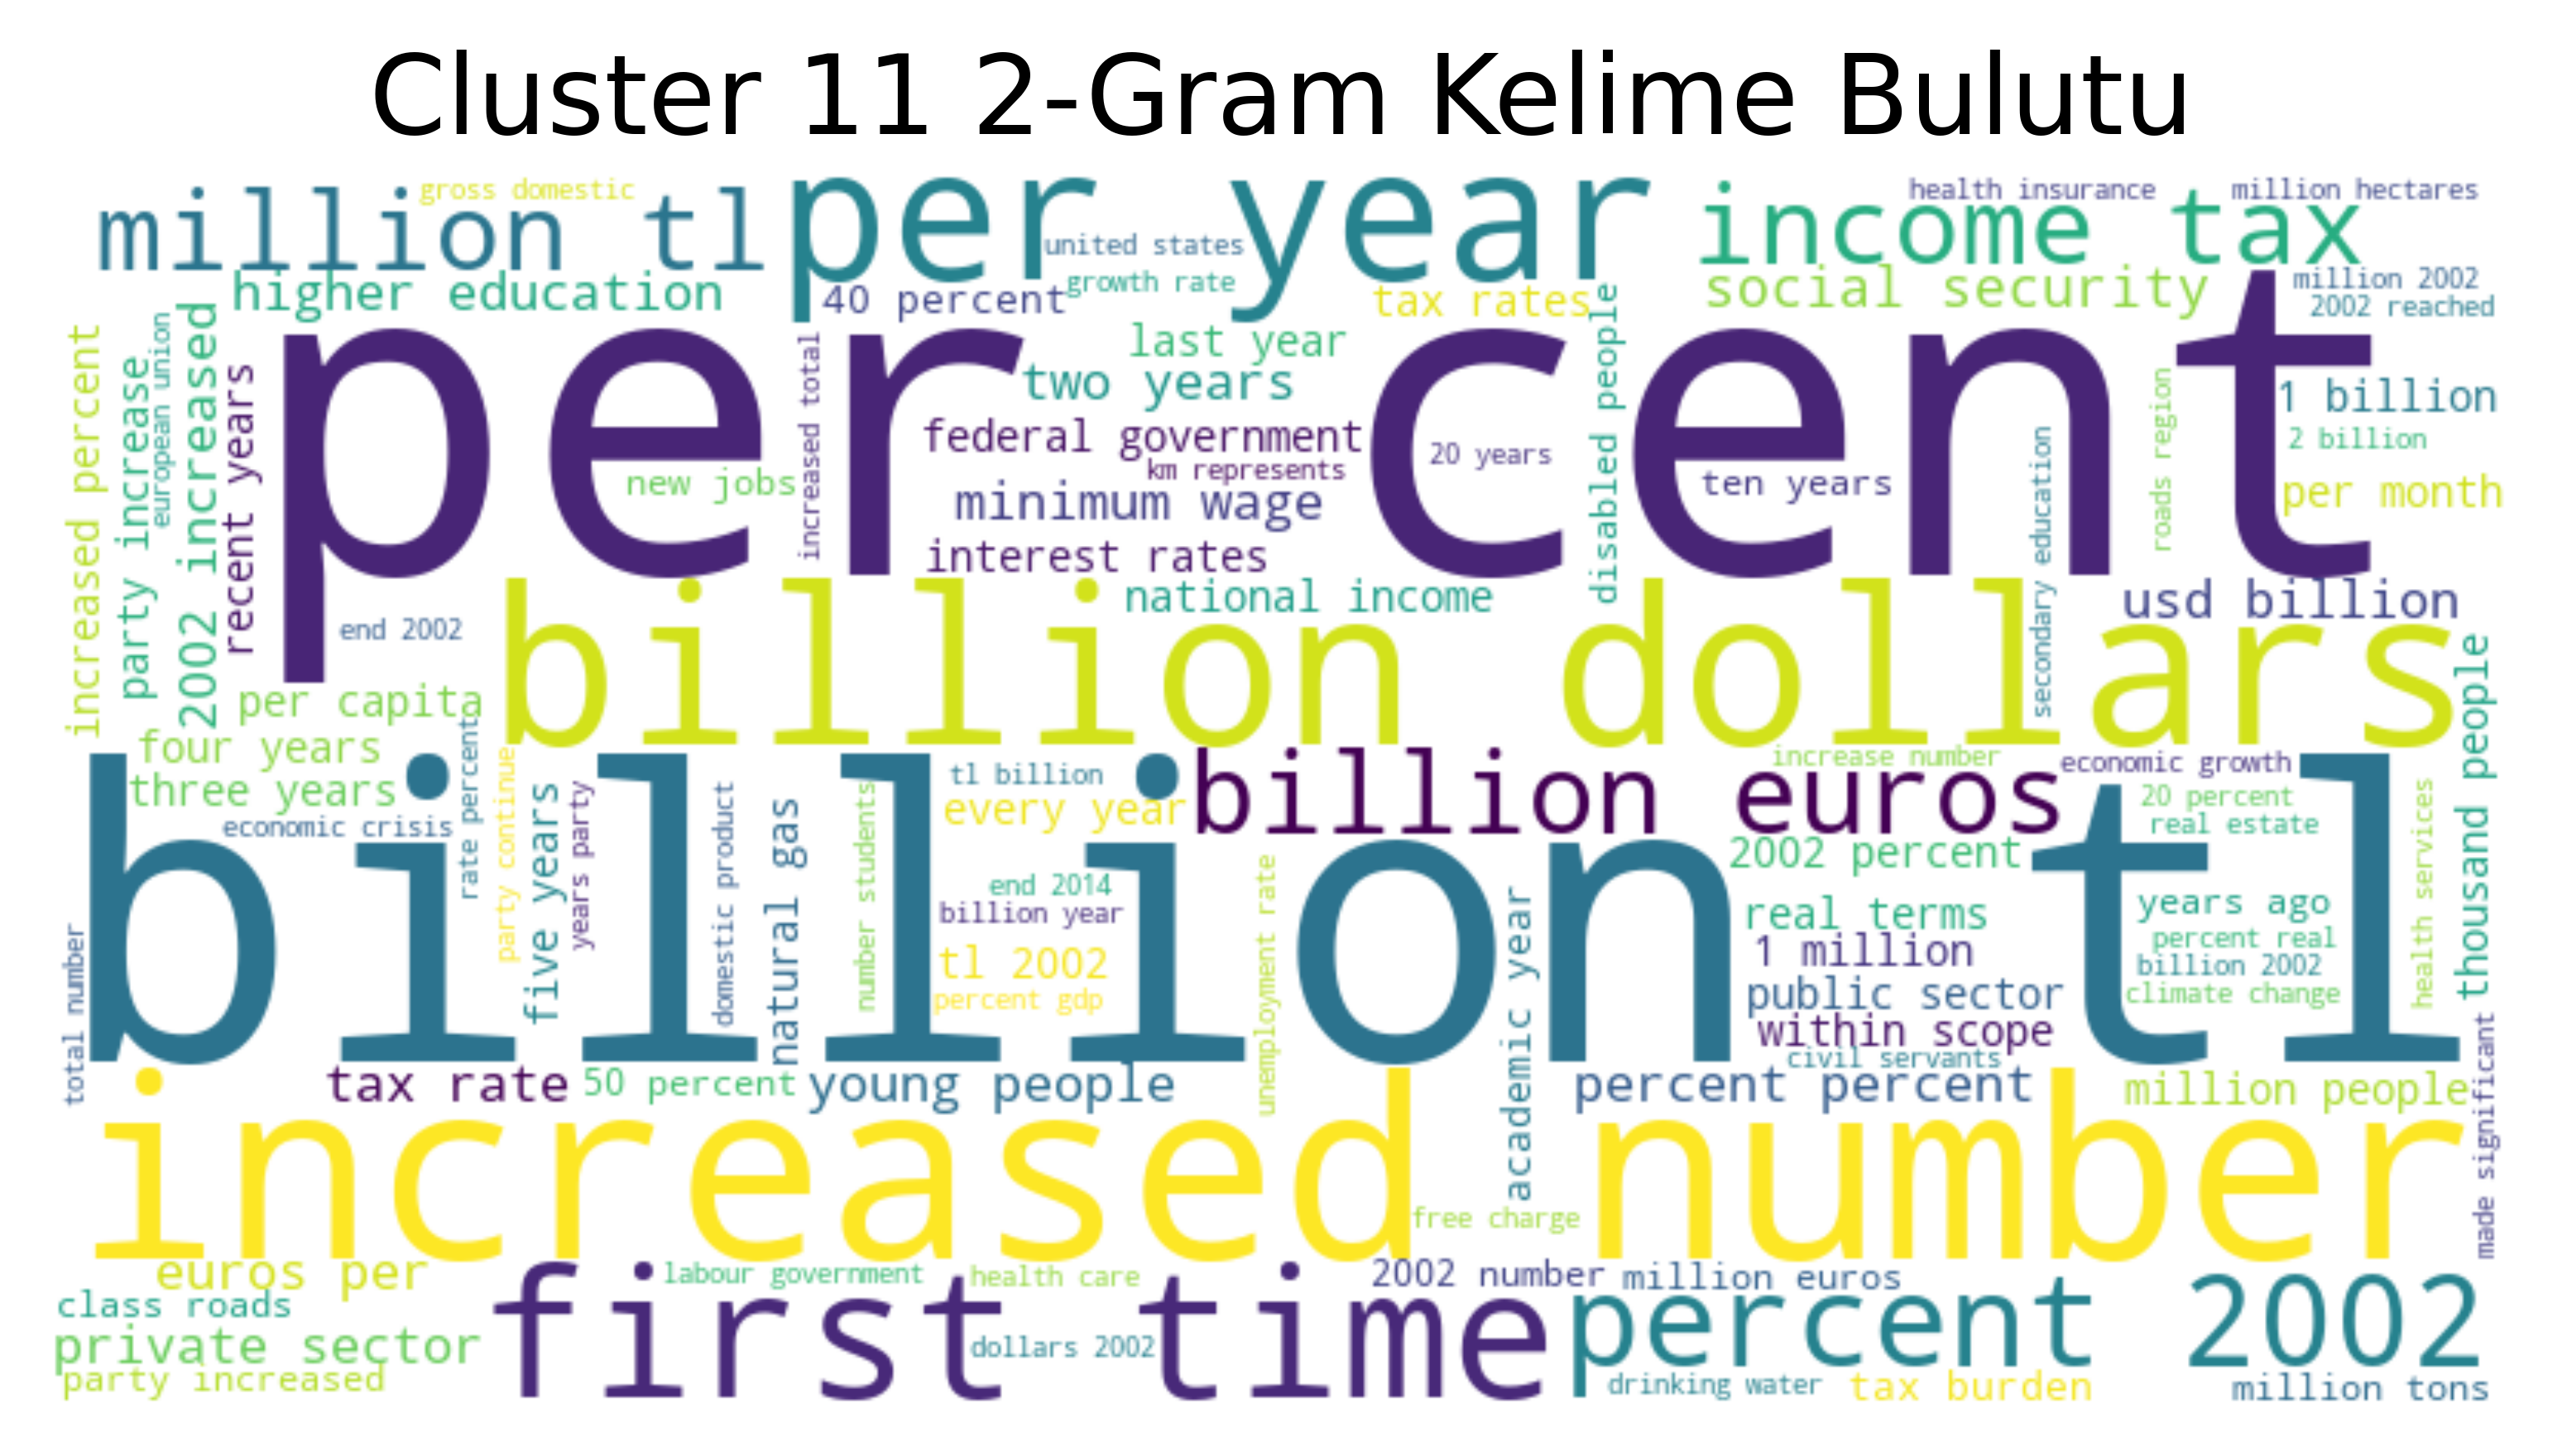 Cluster 11 2-Gram Kelime Bulutu
million tl
gross domestic
per year
income tax
health insurance
million hectares
united states
growth rate
higher education
40 percent
tax rates
social security
million 2002
2002 reached
per cent
last year
two years
federal government
km represents
minimum wage
interest rates
national income
20 years
ten years
new jobs
increased total
disabled people
secondary education
roads region
1 billion
2 billion
per month
increased percent
party increase
european union
2002 increased
recent years
end 2002
billion dollars
usd billion
per capita
four years
three years
economic crisis
rate percent
party continue
five years
years party
domestic product
natural gas
number students
tl billion
every year
billion euros
increase number
economic growth
20 percent
real estate
2002 percent
billion tl
end 2014
billion year
tl 2002
percent gdp
unemployment rate
academic year
real terms
1 million
public sector
within scope
civil servants
years ago
percent real
billion 2002
climate change
health services
thousand people
total number
tax rate
50 percent
young people
percent percent
million people
made significant
increased number
free charge
euros per
labour government
health care
2002 number
million euros
class roads
first time
percent 2002
private sector
dollars 2002
party increased
drinking water
tax burden
million tons